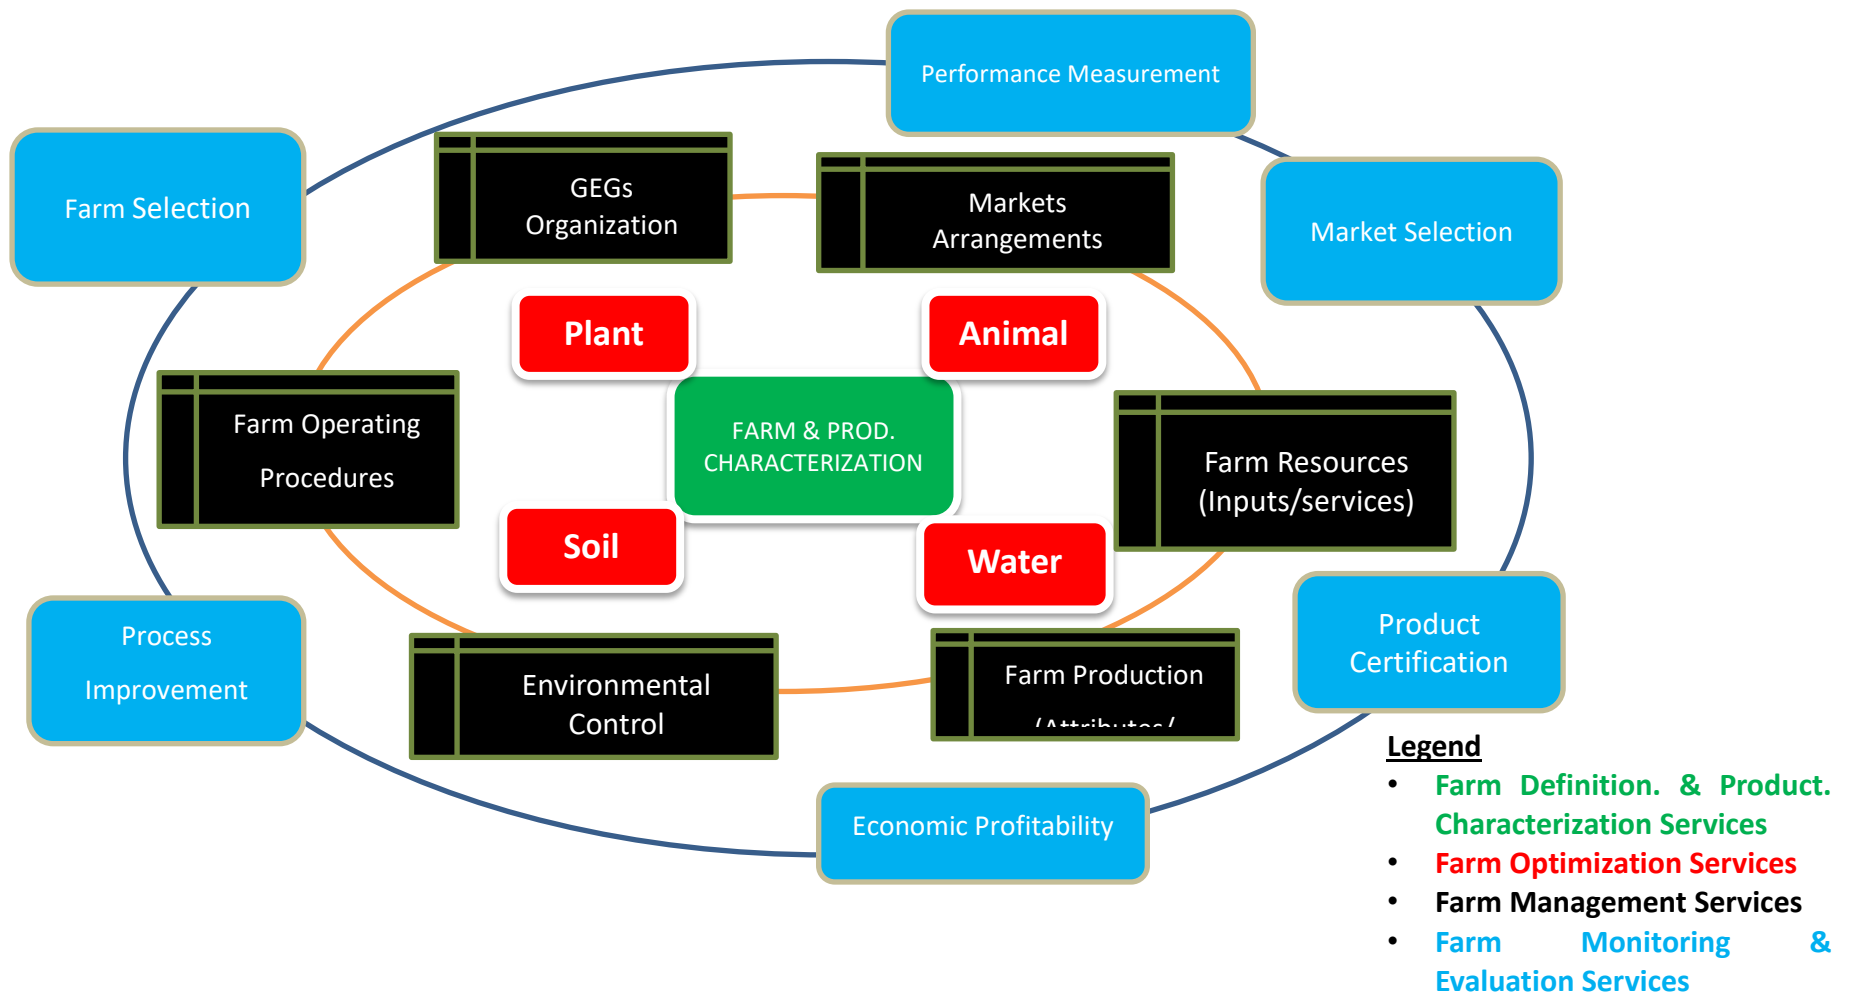 Performance Measurement
Farm Selection
GEGs
Organization
Markets
Arrangements
Market Selection
Plant
Animal
FARM & PROD.
CHARACTERIZATION
Farm Operating
Procedures
Farm Resources
(Inputs/services)
Soil
Water
Process
Improvement
Environmental
Control
Farm Production
(Attributes/
Product
Certification
Economic Profitability
Legend
• Farm Definition. & Product.
Characterization Services
• Farm Optimization Services
• Farm Management Services
• Farm Monitoring &
Evaluation Services